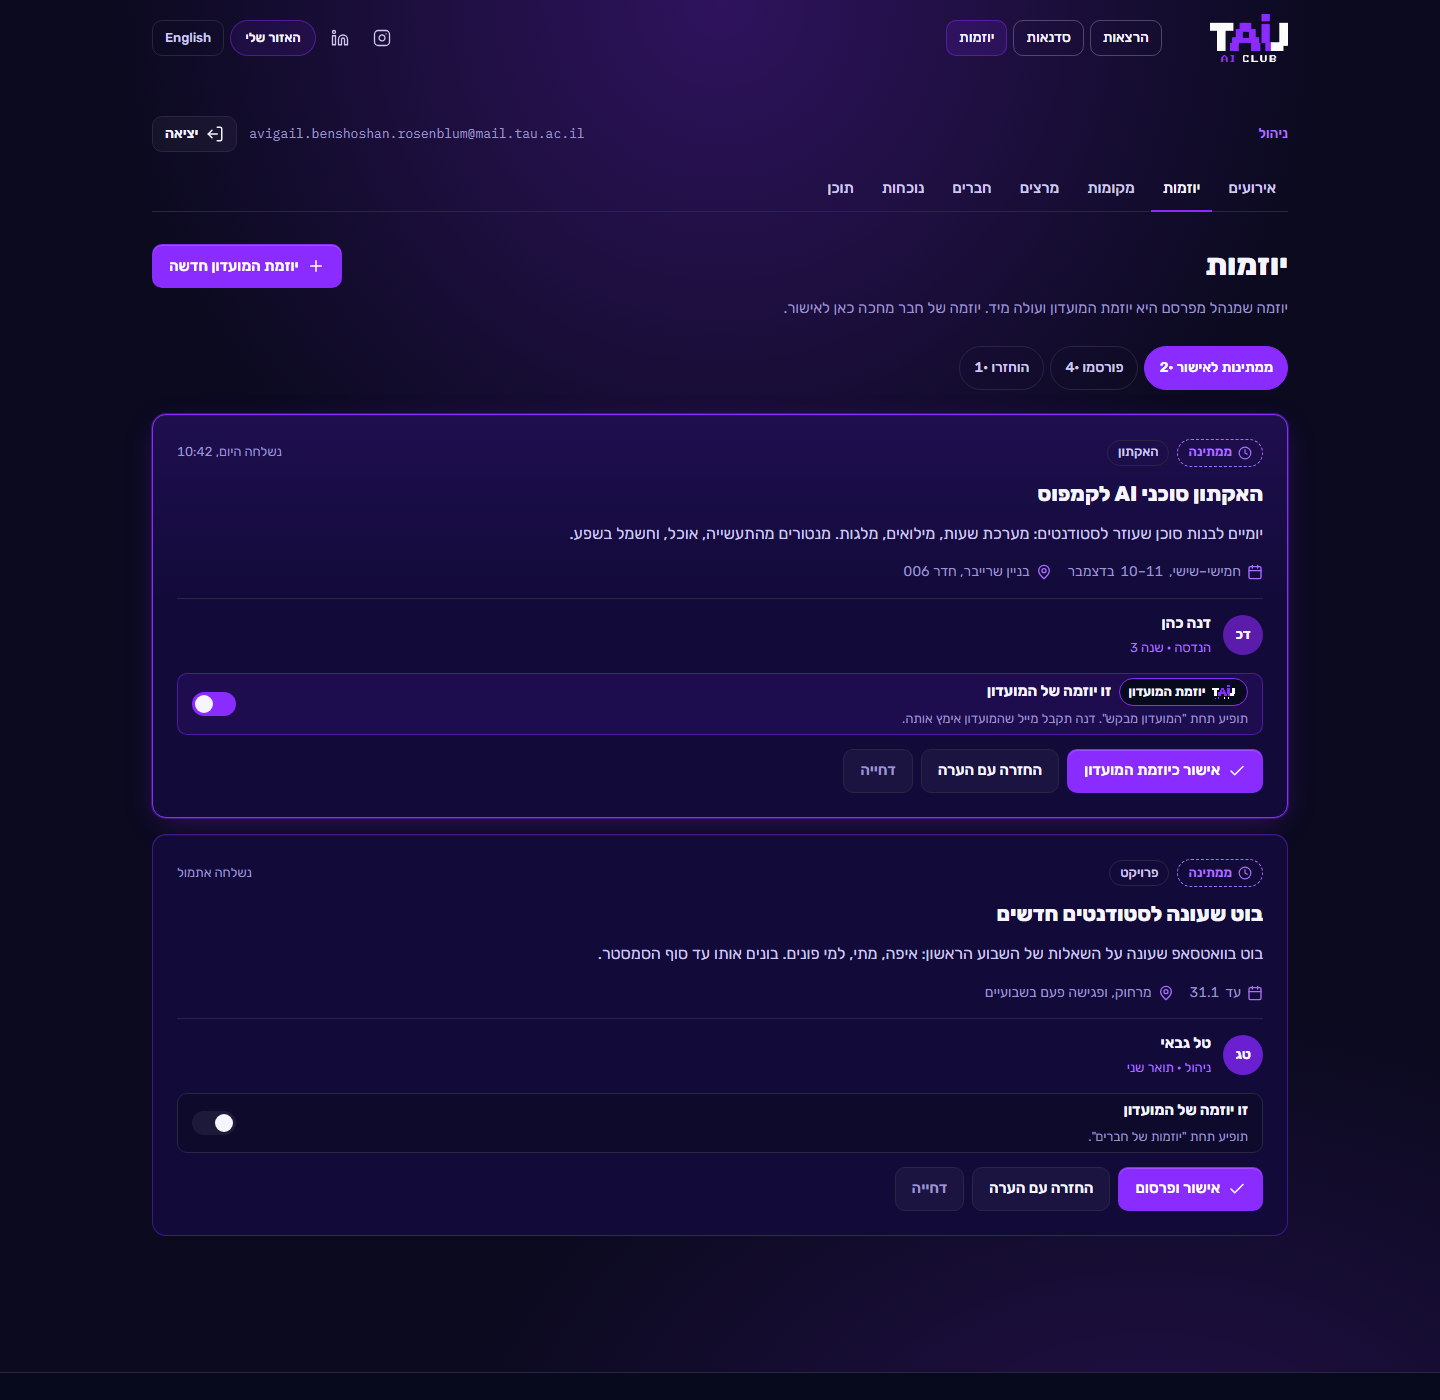 TAU
AI CLUB
הרצאות
סדנאות
יוזמות
האזור שלי
English
ניהול
avigail.benshoshan.rosenblum@mail.tau.ac.il
יציאה
אירועים
יוזמות
מקומות
מרצים
חברים
נוכחות
תוכן
יוזמות
יוזמת המועדון חדשה
יוזמה שמנהל מפרסם היא יוזמת המועדון ועולה מיד. יוזמה של חבר מחכה כאן לאישור.
ממתינות לאישור •2
פורסמו •4
הוחזרו •1
ממתינה
האקתון
נשלחה היום, 10:42
האקתון סוכני AI לקמפוס
יומיים לבנות סוכן שעוזר לסטודנטים: מערכת שעות, מילואים, מלגות. מנטורים מהתעשייה, אוכל, וחשמל בשפע.
חמישי–שישי, 10–11 בדצמבר
בניין שרייבר, חדר 006
דכ
דנה כהן
הנדסה • שנה 3
TAU יוזמת המועדון
זו יוזמה של המועדון
תופיע תחת "המועדון מבקש". דנה תקבל מייל שהמועדון אימץ אותה.
אישור כיוזמת המועדון
החזרה עם הערה
דחייה
ממתינה
פרויקט
נשלחה אתמול
בוט שעונה לסטודנטים חדשים
בוט בוואטסאפ שעונה על השאלות של השבוע הראשון: איפה, מתי, למי פונים. בונים אותו עד סוף הסמסטר.
עד 31.1
מרחוק, ופגישה פעם בשבועיים
טג
טל גבאי
ניהול • תואר שני
זו יוזמה של המועדון
תופיע תחת "יוזמות של חברים".
אישור ופרסום
החזרה עם הערה
דחייה